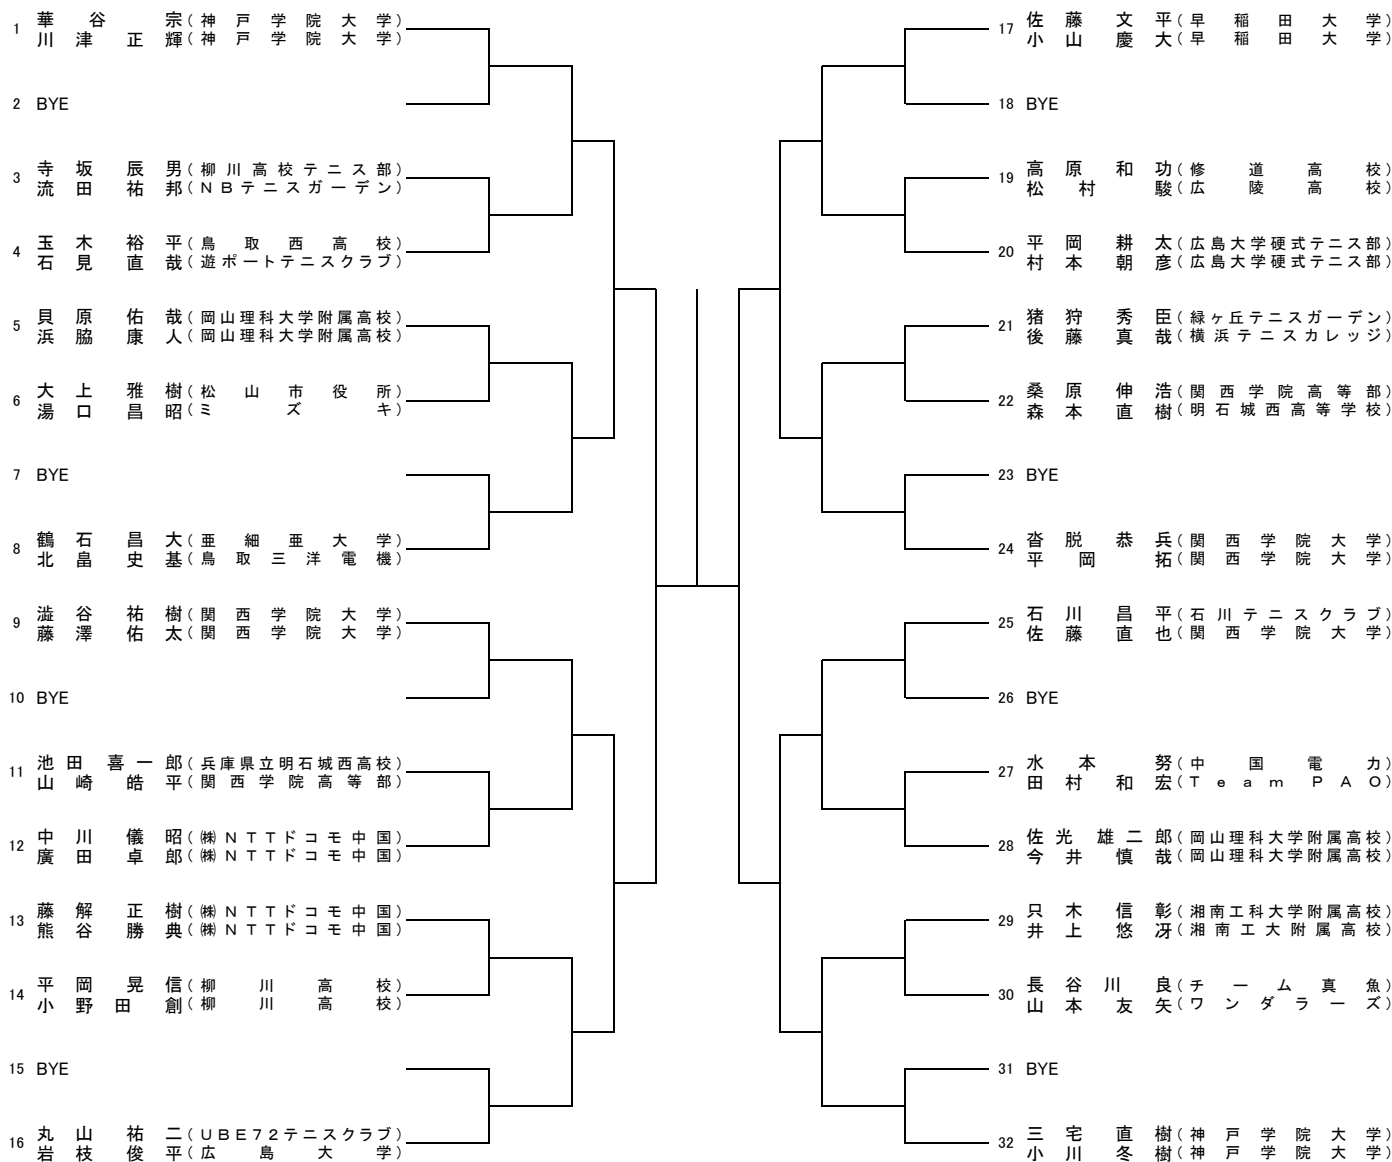 1 華谷 宗(神戸学院大学)
川津正輝(神戸学院大学)
2 BYE
3 寺坂辰男(柳川高校テニス部)
流田祐邦(NBテニスガーデン)
4 玉木裕平(鳥取西高校)
石見直哉(遊ポートテニスクラブ)
5 貝原佑哉(岡山理科大学附属高校)
浜脇康人(岡山理科大学附属高校)
6 大上雅樹(松山市役所)
湯口昌昭(ミズキ)
7 BYE
8 鶴石昌大(亜細亜大学)
北畠史基(鳥取三洋電機)
9 澁谷祐樹(関西学院大学)
藤澤佑太(関西学院大学)
10 BYE
11 池田喜一郎(兵庫県立明石城西高校)
山崎皓平(関西学院高等部)
12 中川儀昭(㈱NTTドコモ中国)
廣田卓郎(㈱NTTドコモ中国)
13 藤解正樹(㈱NTTドコモ中国)
熊谷勝典(㈱NTTドコモ中国)
14 平岡晃信(柳川高校)
小野田創(柳川高校)
15 BYE
16 丸山祐二(UBE72テニスクラブ)
岩枝俊平(広島大学)
17 佐藤文平(早稲田大学)
小山慶大(早稲田大学)
18 BYE
19 高原和功(修道高校)
松村駿(広陵高校)
20 平岡耕太(広島大学硬式テニス部)
村本朝彦(広島大学硬式テニス部)
21 猪狩秀臣(緑ヶ丘テニスガーデン)
後藤真哉(横浜テニスカレッジ)
22 桑原伸浩(関西学院高等部)
森本直樹(明石城西高等学校)
23 BYE
24 沓脱恭兵(関西学院大学)
平岡拓(関西学院大学)
25 石川昌平(石川テニスクラブ)
佐藤直也(関西学院大学)
26 BYE
27 水本努(中国電力)
田村和宏(Team PAO)
28 佐光雄二郎(岡山理科大学附属高校)
今井慎哉(岡山理科大学附属高校)
29 只木信彰(湘南工科大学附属高校)
井上悠冴(湘南工大附属高校)
30 長谷川良(チーム真魚)
山本友矢(ワンダラーズ)
31 BYE
32 三宅直樹(神戸学院大学)
小川冬樹(神戸学院大学)